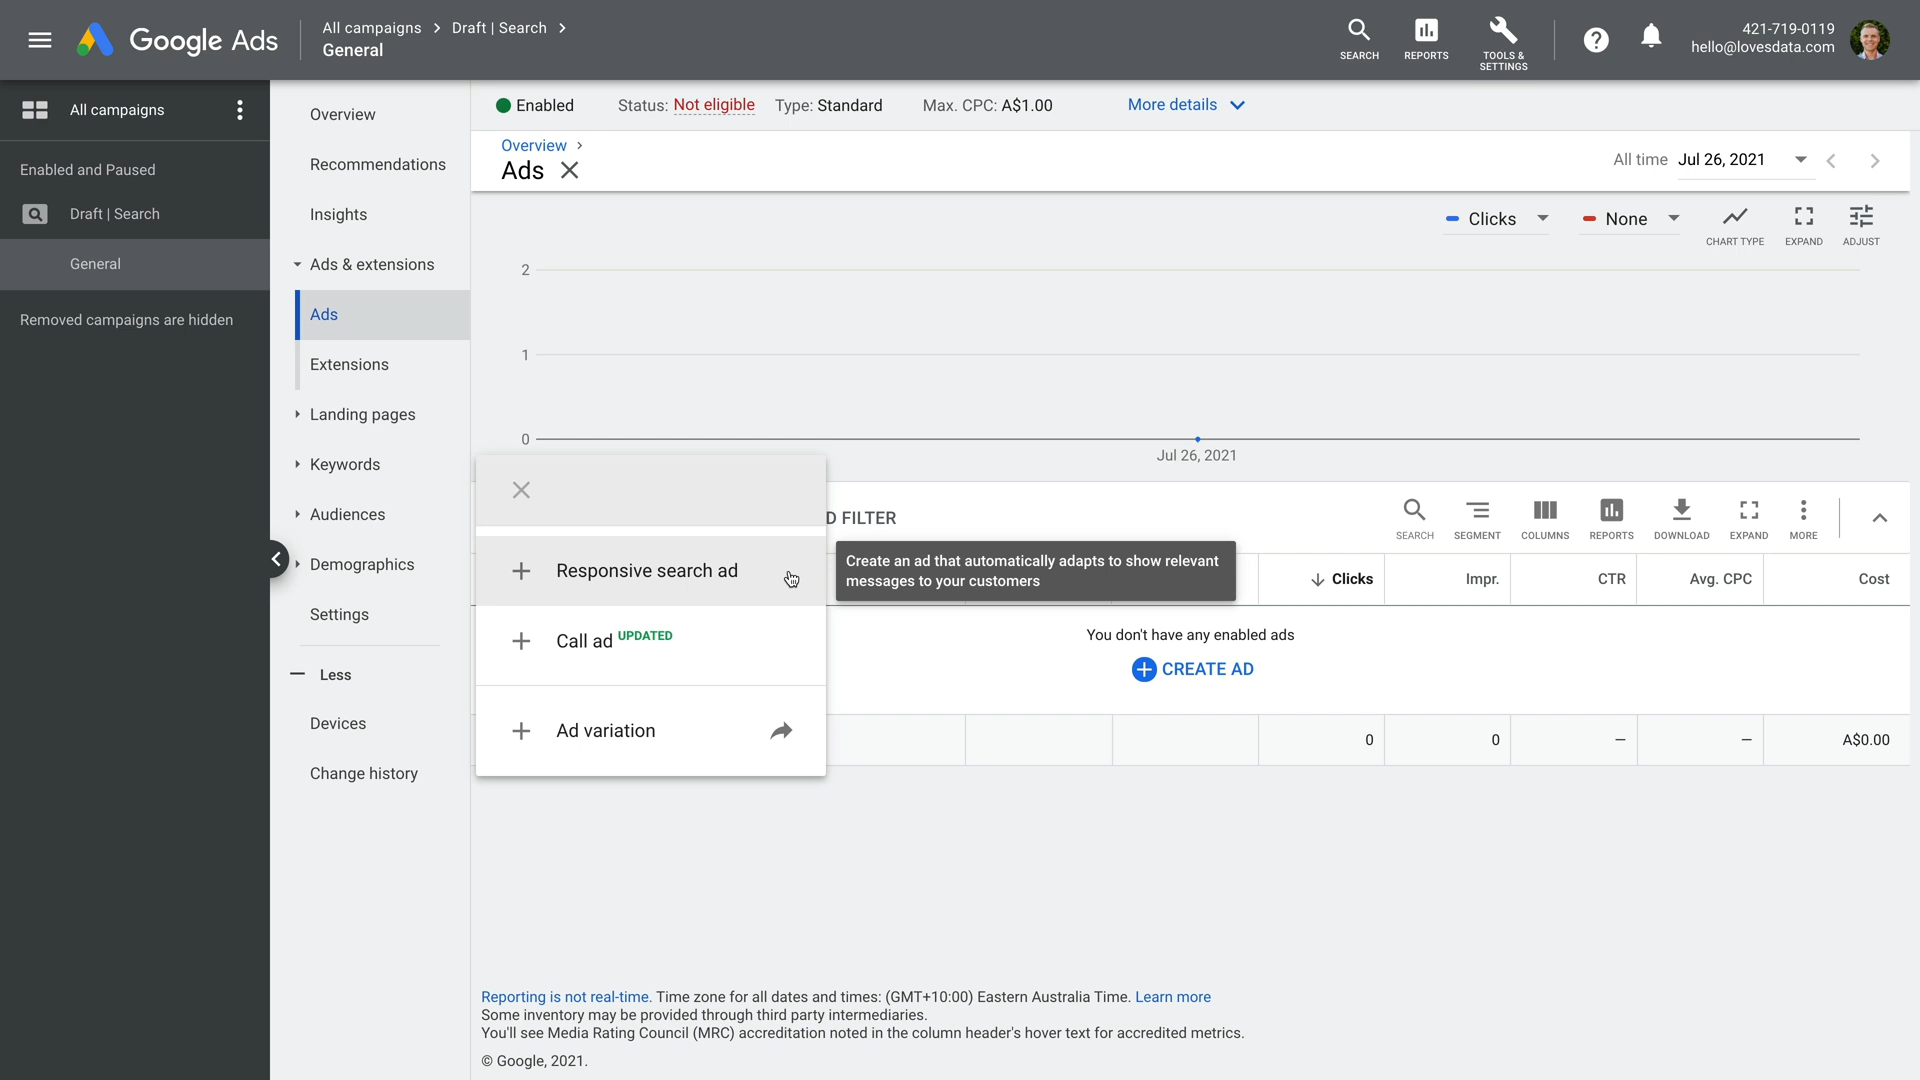 Google Ads
All campaigns > Draft | Search >
General
SEARCH
REPORTS
TOOLS &
SETTINGS
421-719-0119
hello@lovesdata.com
All campaigns
Enabled and Paused
Draft | Search
General
Removed campaigns are hidden
Overview
Recommendations
Insights
Ads & extensions
Ads
Extensions
Landing pages
Keywords
Audiences
Demographics
Settings
Less
Devices
Change history
Enabled Status: Not eligible Type: Standard Max. CPC: A$1.00 More details
Overview >
Ads
All time Jul 26, 2021
Clicks
None
CHART TYPE
EXPAND
ADJUST
2
1
0
Jul 26, 2021
D FILTER
SEARCH
SEGMENT
COLUMNS
REPORTS
DOWNLOAD
EXPAND
MORE
Responsive search ad
Call ad UPDATED
Ad variation
Create an ad that automatically adapts to show relevant
messages to your customers
Clicks Impr. CTR Avg. CPC Cost
You don't have any enabled ads
CREATE AD
0 0 – – A$0.00
Reporting is not real-time. Time zone for all dates and times: (GMT+10:00) Eastern Australia Time. Learn more
Some inventory may be provided through third party intermediaries.
You'll see Media Rating Council (MRC) accreditation noted in the column header's hover text for accredited metrics.
© Google, 2021.